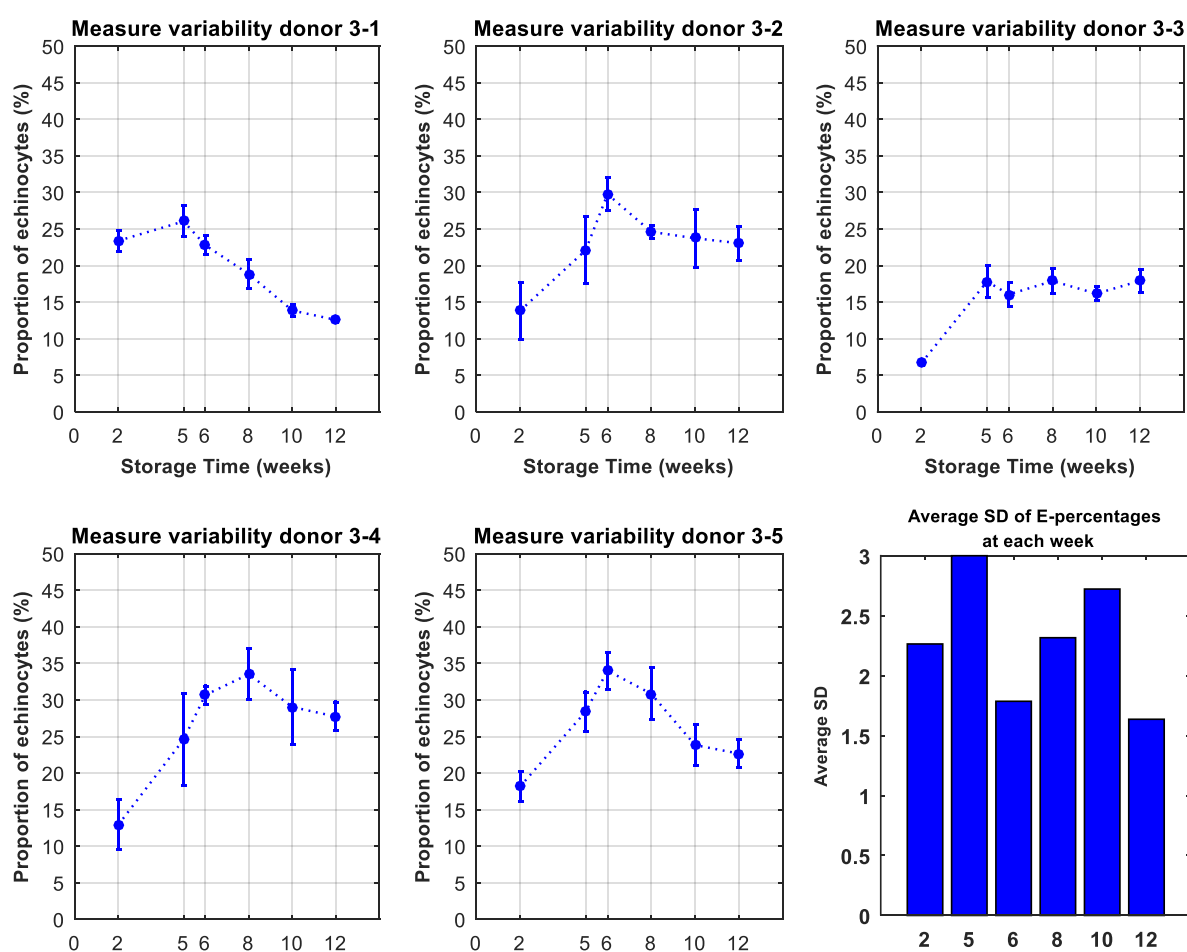 Measure variability donor 3-1
Proportion of echinocytes (%)
50
45
40
35
30
25
20
15
10
5
0
0 2 5 6 8 10 12
Storage Time (weeks)
Measure variability donor 3-2
Proportion of echinocytes (%)
50
45
40
35
30
25
20
15
10
5
0
0 2 5 6 8 10 12
Storage Time (weeks)
Measure variability donor 3-3
Proportion of echinocytes (%)
50
45
40
35
30
25
20
15
10
5
0
0 2 5 6 8 10 12
Storage Time (weeks)
Measure variability donor 3-4
Proportion of echinocytes (%)
50
45
40
35
30
25
20
15
10
5
0
0 2 5 6 8 10 12
Measure variability donor 3-5
Proportion of echinocytes (%)
50
45
40
35
30
25
20
15
10
5
0
0 2 5 6 8 10 12
Average SD of E-percentages
at each week
Average SD
3
2.5
2
1.5
1
0.5
0
2 5 6 8 10 12